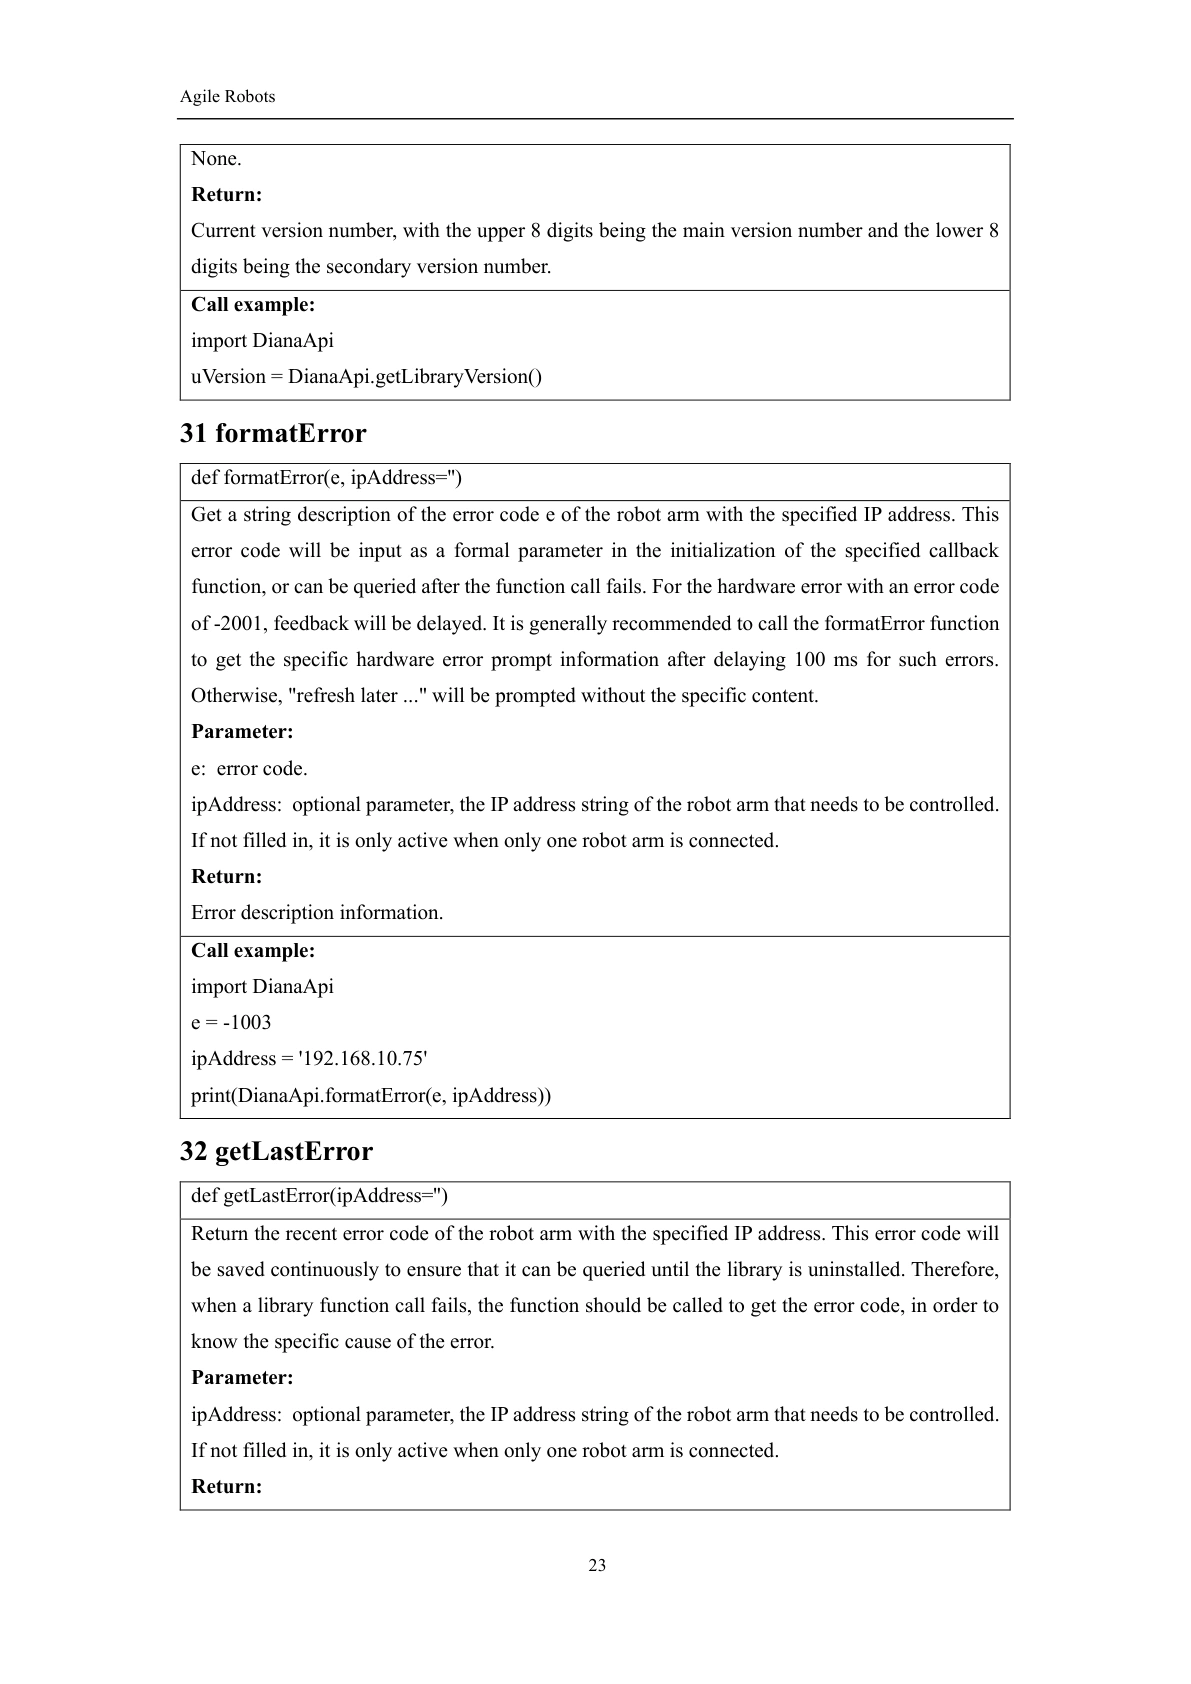 Agile Robots
None.
Return:
Current version number, with the upper 8 digits being the main version number and the lower 8
digits being the secondary version number.
Call example:
import DianaApi
uVersion = DianaApi.getLibraryVersion()
31 formatError
def formatError(e, ipAddress='')
Get a string description of the error code e of the robot arm with the specified IP address. This
error code will be input as a formal parameter in the initialization of the specified callback
function, or can be queried after the function call fails. For the hardware error with an error code
of -2001, feedback will be delayed. It is generally recommended to call the formatError function
to get the specific hardware error prompt information after delaying 100 ms for such errors.
Otherwise, "refresh later ..." will be prompted without the specific content.
Parameter:
e: error code.
ipAddress: optional parameter, the IP address string of the robot arm that needs to be controlled.
If not filled in, it is only active when only one robot arm is connected.
Return:
Error description information.
Call example:
import DianaApi
e = -1003
ipAddress = '192.168.10.75'
print(DianaApi.formatError(e, ipAddress))
32 getLastError
def getLastError(ipAddress='')
Return the recent error code of the robot arm with the specified IP address. This error code will
be saved continuously to ensure that it can be queried until the library is uninstalled. Therefore,
when a library function call fails, the function should be called to get the error code, in order to
know the specific cause of the error.
Parameter:
ipAddress: optional parameter, the IP address string of the robot arm that needs to be controlled.
If not filled in, it is only active when only one robot arm is connected.
Return:
23